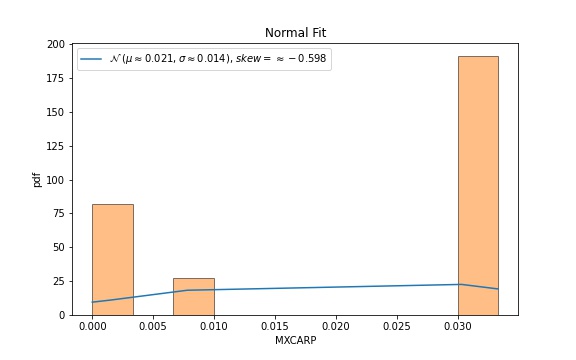 Normal Fit
𝒩(μ ≈ 0.021, σ ≈ 0.014), skew = ≈ −0.598
200
175
150
125
100
75
50
25
0
pdf
0.000 0.005 0.010 0.015 0.020 0.025 0.030
MXCARP